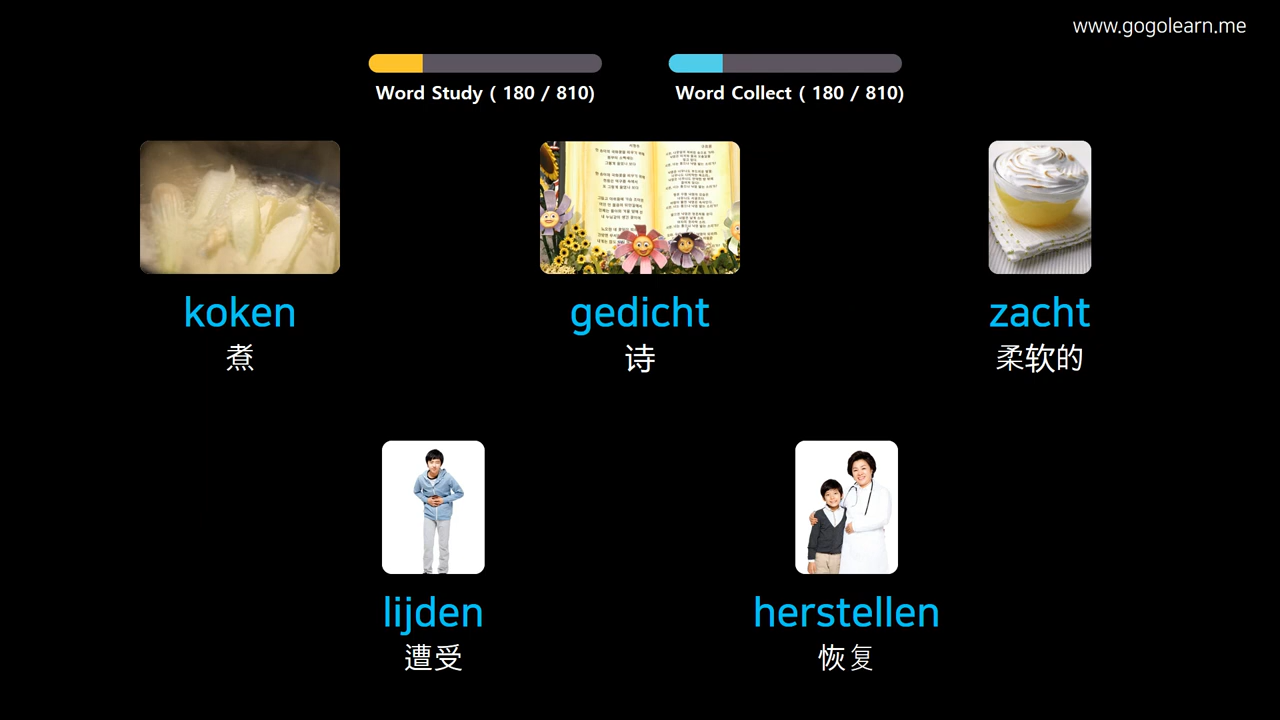 www.gogolearn.me
Word Study ( 180 / 810)
Word Collect ( 180 / 810)
koken
煮
gedicht
诗
zacht
柔软的
lijden
遭受
herstellen
恢复